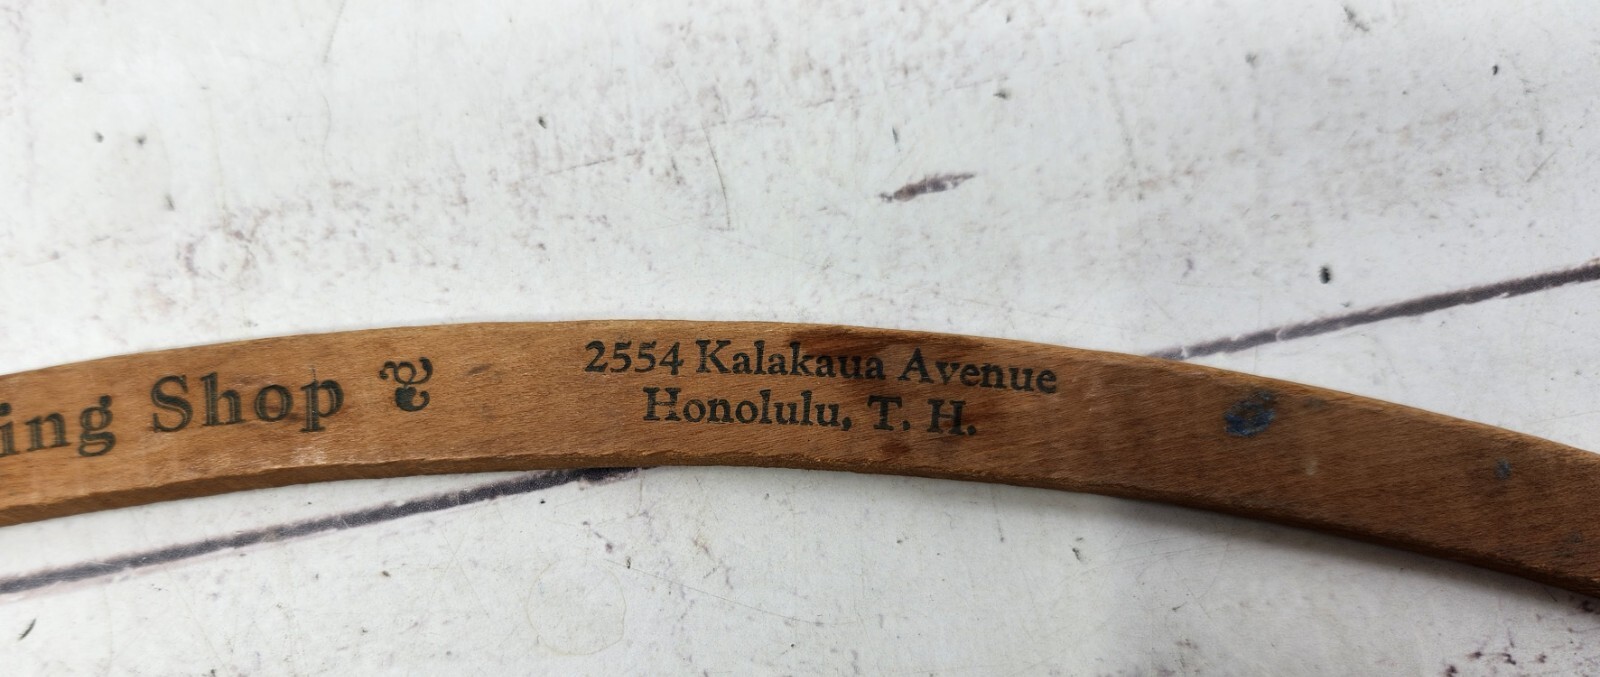 ing Shop
2554 Kalakaua Avenue
Honolulu, T. H.